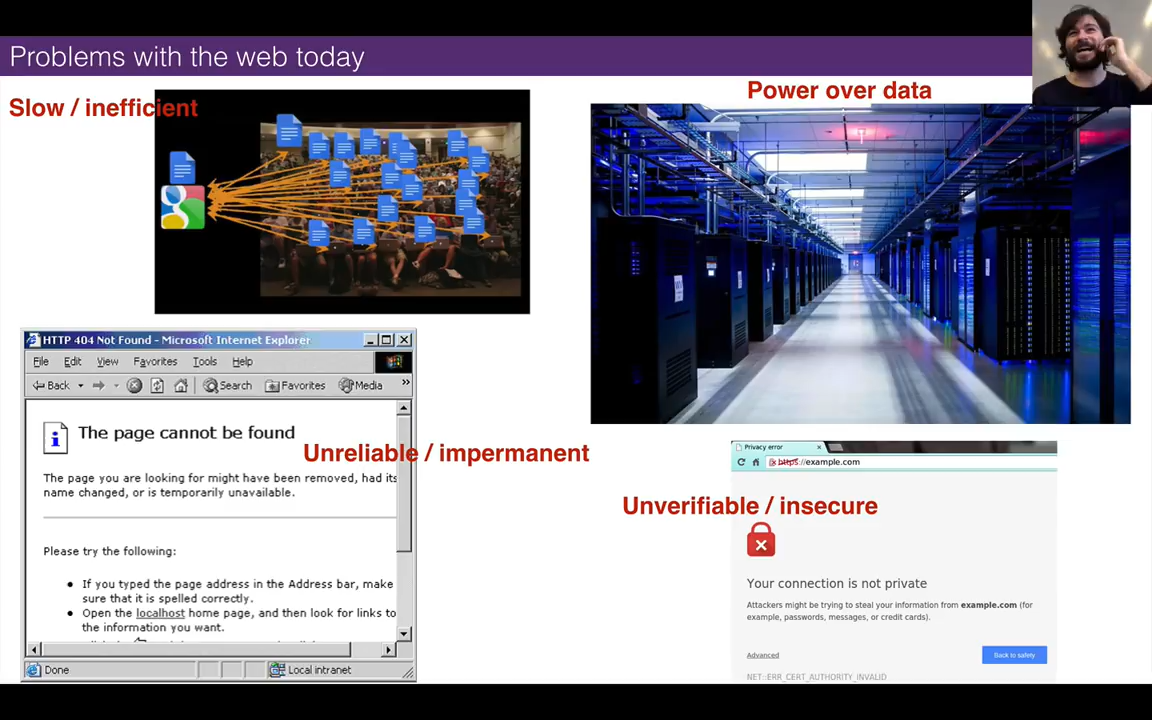 Problems with the web today
Slow / inefficient
Power over data
HTTP 404 Not Found - Microsoft Internet Explorer
File Edit View Favorites Tools Help
Back Search Favorites Media »
The page cannot be found
Unreliable / impermanent
The page you are looking for might have been removed, had its
name changed, or is temporarily unavailable.
Please try the following:
If you typed the page address in the Address bar, make
sure that it is spelled correctly.
Open the localhost home page, and then look for links to
the information you want.
Done Local intranet
Privacy error
https://example.com
Unverifiable / insecure
Your connection is not private
Attackers might be trying to steal your information from example.com (for
example, passwords, messages, or credit cards).
Advanced
Back to safety
NET::ERR_CERT_AUTHORITY_INVALID